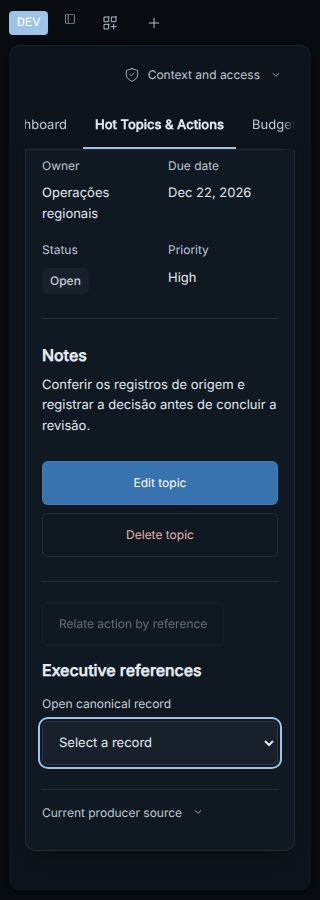 DEV
Context and access
hboard Hot Topics & Actions Budge
Owner Due date
Operações Dec 22, 2026
regionais
Status Priority
Open High
Notes
Conferir os registros de origem e
registrar a decisão antes de concluir a
revisão.
Edit topic
Delete topic
Relate action by reference
Executive references
Open canonical record
Select a record
Current producer source